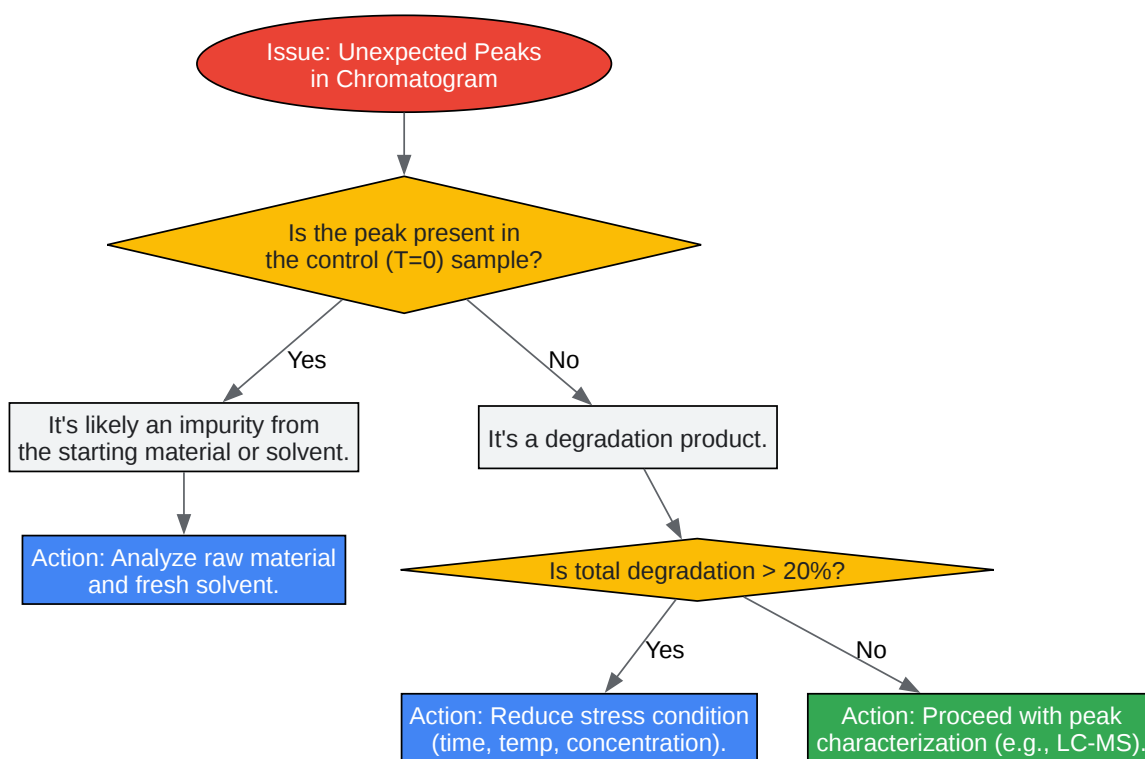 Issue: Unexpected Peaks
in Chromatogram
Is the peak present in
the control (T=0) sample?
Yes
No
It's likely an impurity from
the starting material or solvent.
It's a degradation product.
Action: Analyze raw material
and fresh solvent.
Is total degradation > 20%?
Yes
No
Action: Reduce stress condition
(time, temp, concentration).
Action: Proceed with peak
characterization (e.g., LC-MS).